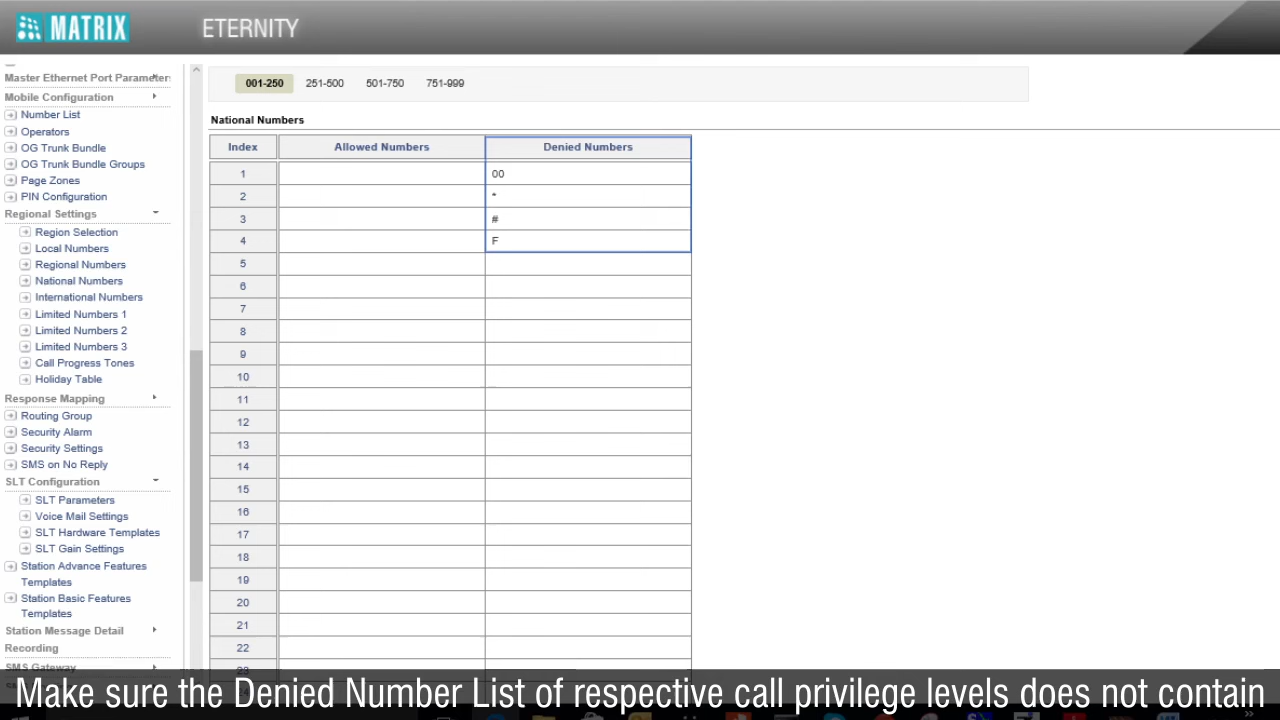 MATRIX
ETERNITY
Master Ethernet Port Parameters
Mobile Configuration
Number List
Operators
OG Trunk Bundle
OG Trunk Bundle Groups
Page Zones
PIN Configuration
Regional Settings
Region Selection
Local Numbers
Regional Numbers
National Numbers
International Numbers
Limited Numbers 1
Limited Numbers 2
Limited Numbers 3
Call Progress Tones
Holiday Table
Response Mapping
Routing Group
Security Alarm
Security Settings
SMS on No Reply
SLT Configuration
SLT Parameters
Voice Mail Settings
SLT Hardware Templates
SLT Gain Settings
Station Advance Features
Templates
Station Basic Features
Templates
Station Message Detail
Recording
SMS Gateway
001-250 251-500 501-750 751-999
National Numbers
Index Allowed Numbers Denied Numbers
1 00
2 *
3 #
4 F
5
6
7
8
9
10
11
12
13
14
15
16
17
18
19
20
21
22
23
24
Make sure the Denied Number List of respective call privilege levels does not contain